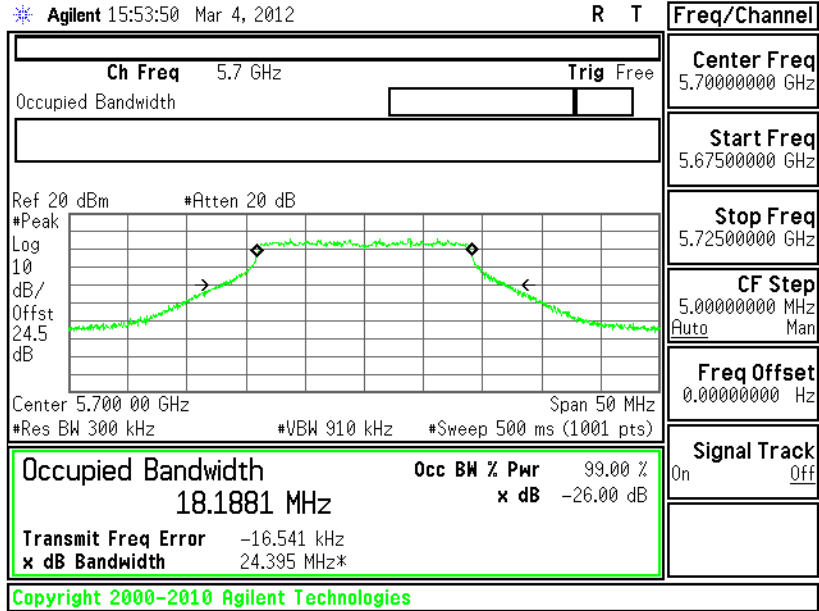 Agilent 15:53:50 Mar 4, 2012 R T
Ch Freq 5.7 GHz Trig Free
Occupied Bandwidth
Ref 20 dBm #Atten 20 dB
#Peak
Log
10
dB/
Offst
24.5
dB
Center 5.700 00 GHz Span 50 MHz
#Res BW 300 kHz #VBW 910 kHz #Sweep 500 ms (1001 pts)
Occupied Bandwidth Occ BW % Pwr 99.00 %
18.1881 MHz x dB -26.00 dB
Transmit Freq Error -16.541 kHz
x dB Bandwidth 24.395 MHz*
Copyright 2000-2010 Agilent Technologies
Freq/Channel
Center Freq
5.70000000 GHz
Start Freq
5.67500000 GHz
Stop Freq
5.72500000 GHz
CF Step
5.00000000 MHz
Auto Man
Freq Offset
0.00000000 Hz
Signal Track
On Off